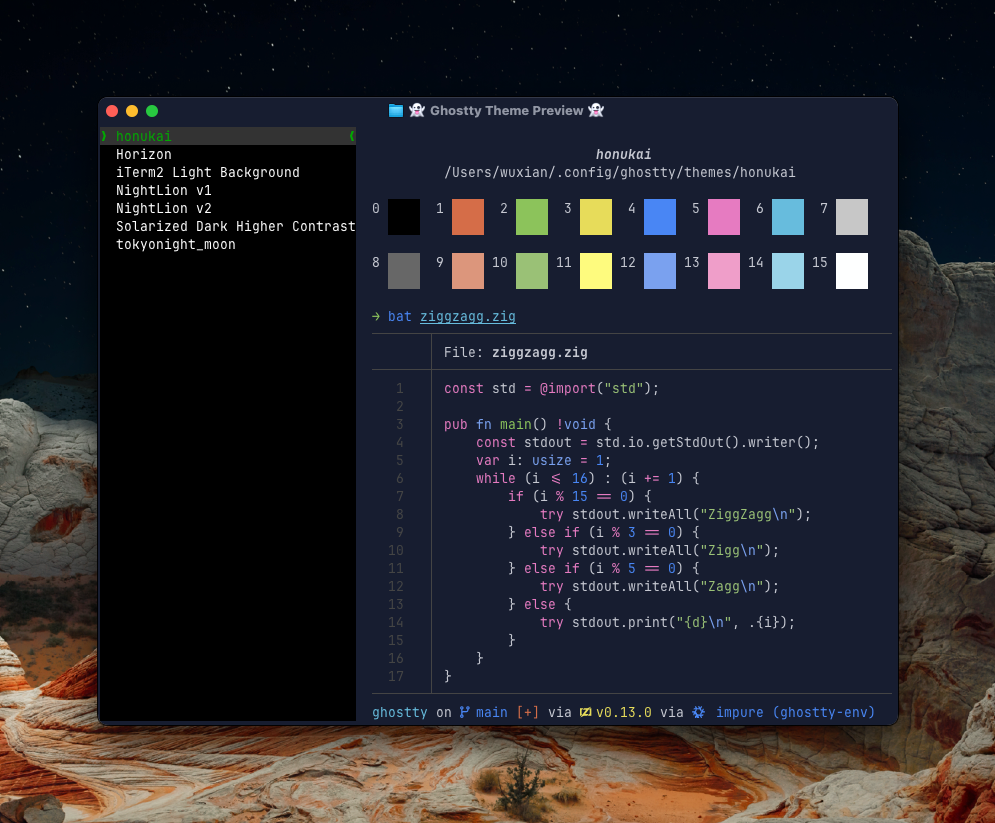 Ghostty Theme Preview
honukai
Horizon
iTerm2 Light Background
NightLion v1
NightLion v2
Solarized Dark Higher Contrast
tokyonight_moon
honukai
/Users/wuxian/.config/ghostty/themes/honukai
0 1 2 3 4 5 6 7
8 9 10 11 12 13 14 15
→ bat ziggzagg.zig
File: ziggzagg.zig
1 const std = @import("std");
2
3 pub fn main() !void {
4     const stdout = std.io.getStdOut().writer();
5     var i: usize = 1;
6     while (i <= 16) : (i += 1) {
7         if (i % 15 == 0) {
8             try stdout.writeAll("ZiggZagg\n");
9         } else if (i % 3 == 0) {
10             try stdout.writeAll("Zigg\n");
11         } else if (i % 5 == 0) {
12             try stdout.writeAll("Zagg\n");
13         } else {
14             try stdout.print("{d}\n", .{i});
15         }
16     }
17 }
ghostty on main [+] via v0.13.0 via impure (ghostty-env)